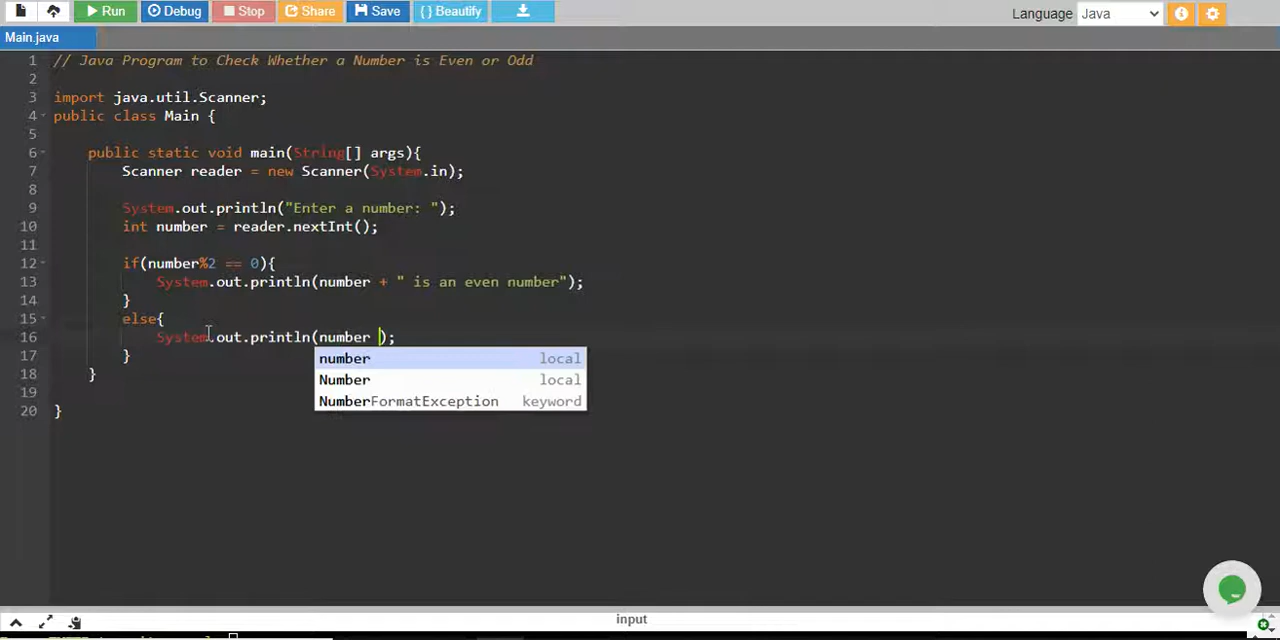 Run Debug Stop Share Save { } Beautify Language Java
Main.java
1 // Java Program to Check Whether a Number is Even or Odd
2
3 import java.util.Scanner;
4 public class Main {
5
6 public static void main(String[] args){
7 Scanner reader = new Scanner(System.in);
8
9 System.out.println("Enter a number: ");
10 int number = reader.nextInt();
11
12 if(number%2 == 0){
13 System.out.println(number + " is an even number");
14 }
15 else{
16 System.out.println(number );
17 }
number local
18 }
Number local
19
NumberFormatException keyword
20 }
input